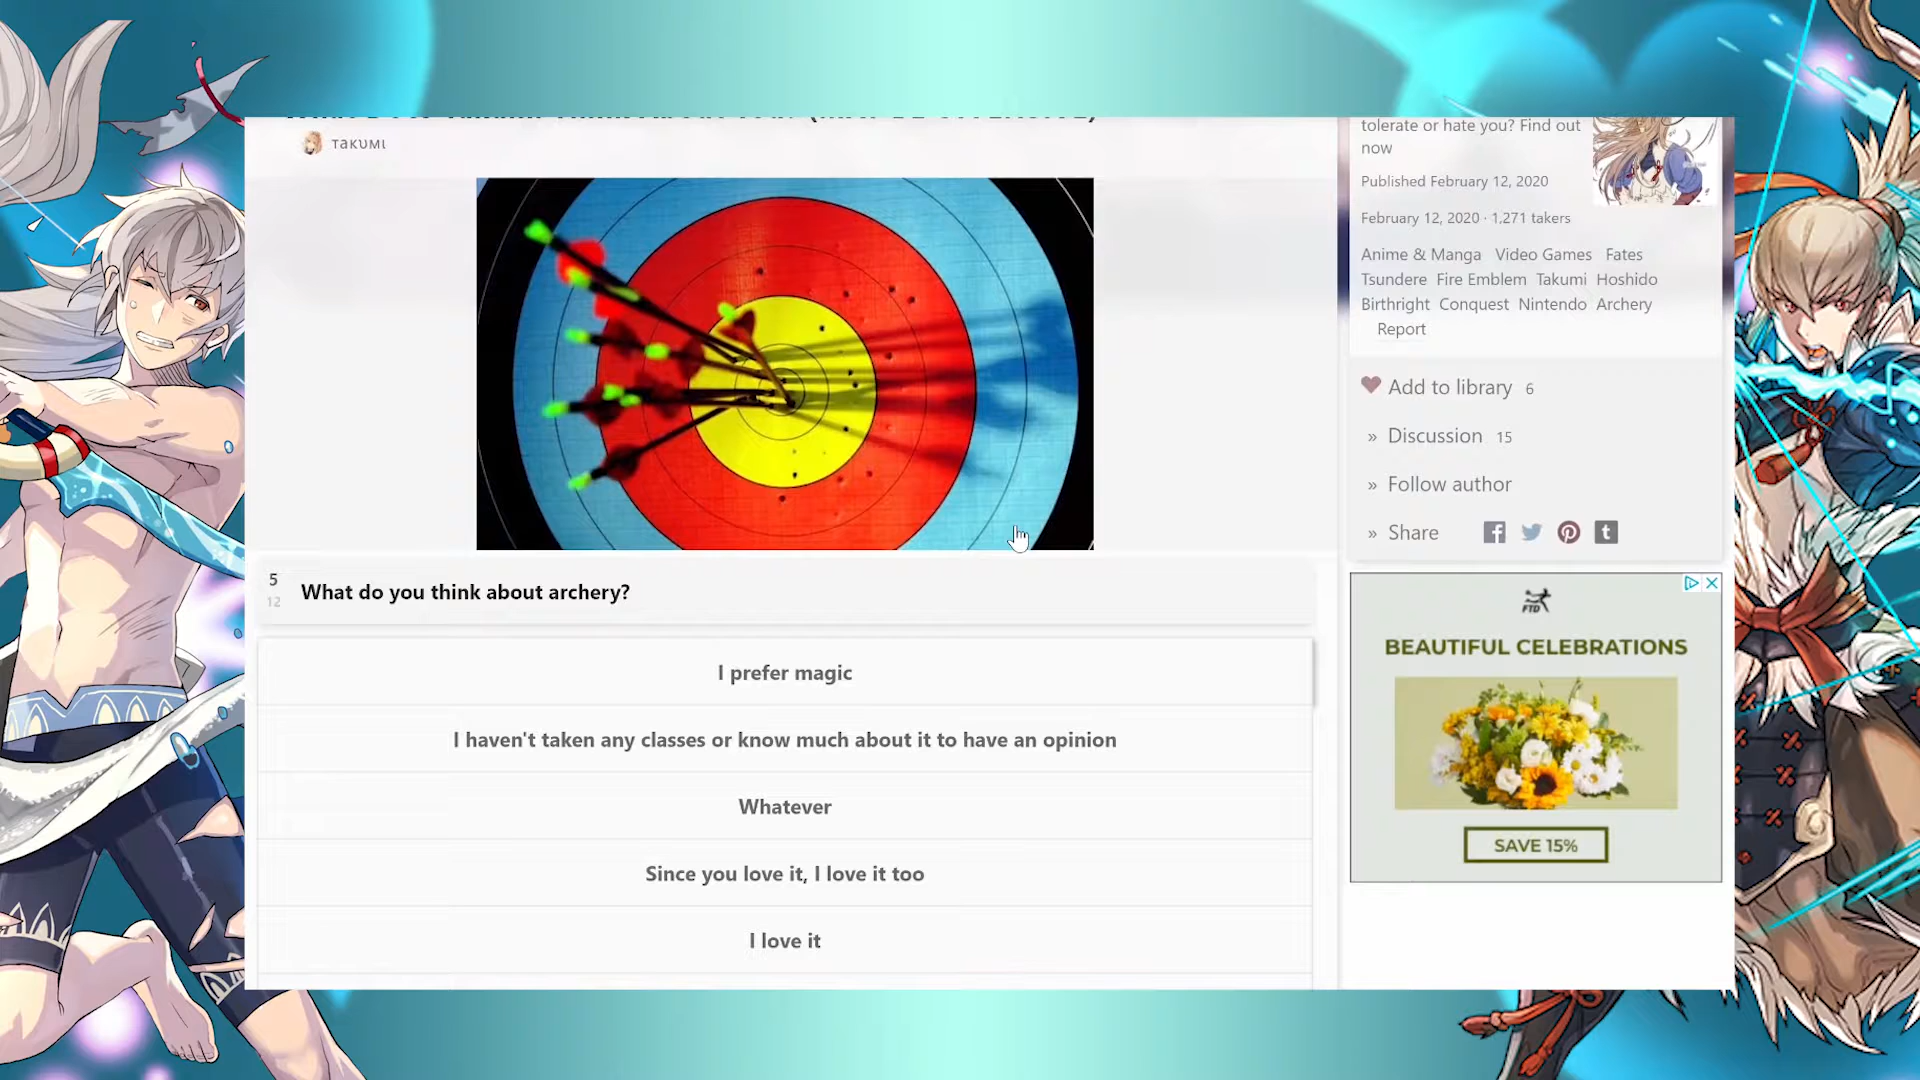 TAKUMI
5
12
What do you think about archery?
I prefer magic
I haven't taken any classes or know much about it to have an opinion
Whatever
Since you love it, I love it too
I love it
tolerate or hate you? Find out
now
Published February 12, 2020
February 12, 2020 · 1,271 takers
Anime & Manga Video Games Fates
Tsundere Fire Emblem Takumi Hoshido
Birthright Conquest Nintendo Archery
Report
Add to library 6
» Discussion 15
» Follow author
» Share
FTD
BEAUTIFUL CELEBRATIONS
SAVE 15%